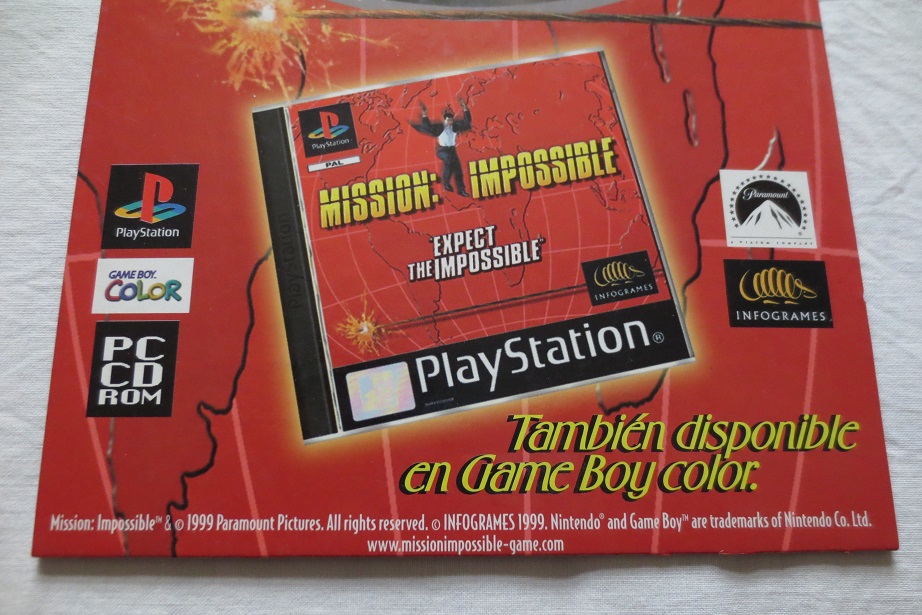 PlayStation
PAL
MISSION: IMPOSSIBLE
"EXPECT
THE IMPOSSIBLE"
INFOGRAMES
PlayStation®
PlayStation
PlayStation
GAME BOY
COLOR
PC
CD
ROM
Paramount
INFOGRAMES
También disponible
en Game Boy color.
Mission: Impossible™ & © 1999 Paramount Pictures. All rights reserved. © INFOGRAMES 1999. Nintendo® and Game Boy™ are trademarks of Nintendo Co. Ltd.
www.missionimpossible-game.com